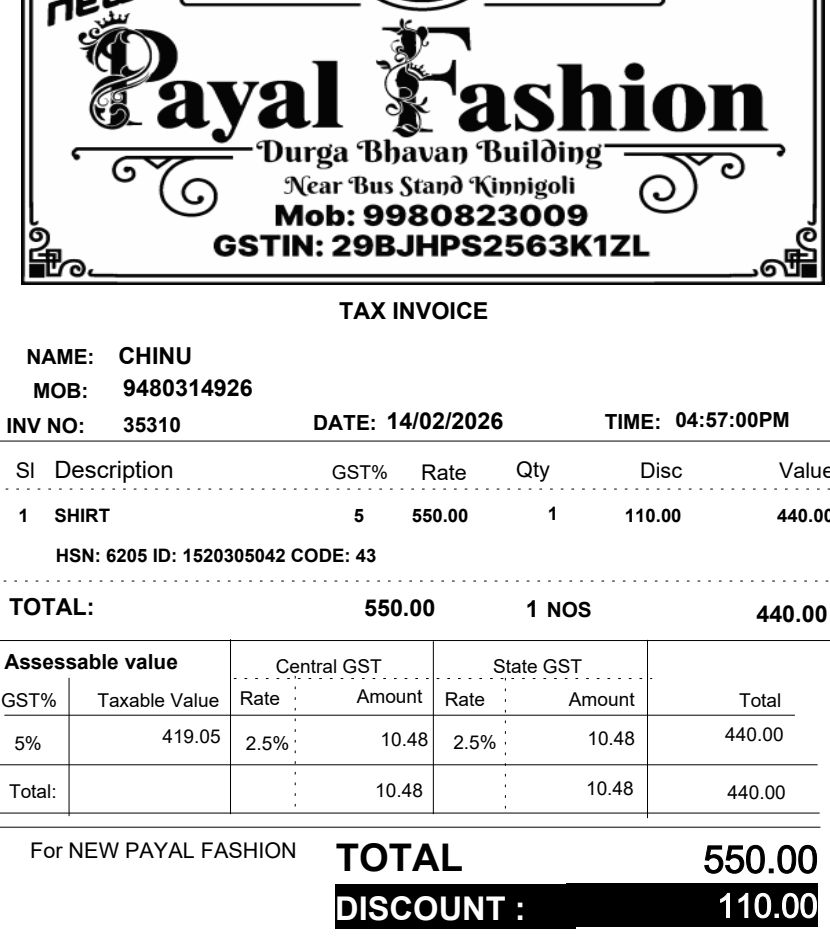 new
Payal Fashion
Durga Bhavan Building
Near Bus Stand Kinnigoli
Mob: 9980823009
GSTIN: 29BJHPS2563K1ZL
TAX INVOICE
NAME: CHINU
MOB: 9480314926
INV NO: 35310 DATE: 14/02/2026 TIME: 04:57:00PM
Sl Description GST% Rate Qty Disc Value
1 SHIRT 5 550.00 1 110.00 440.00
HSN: 6205 ID: 1520305042 CODE: 43
TOTAL: 550.00 1 NOS 440.00
Assessable value Central GST State GST
GST% Taxable Value Rate Amount Rate Amount Total
5% 419.05 2.5% 10.48 2.5% 10.48 440.00
Total: 10.48 10.48 440.00
For NEW PAYAL FASHION TOTAL 550.00
DISCOUNT : 110.00